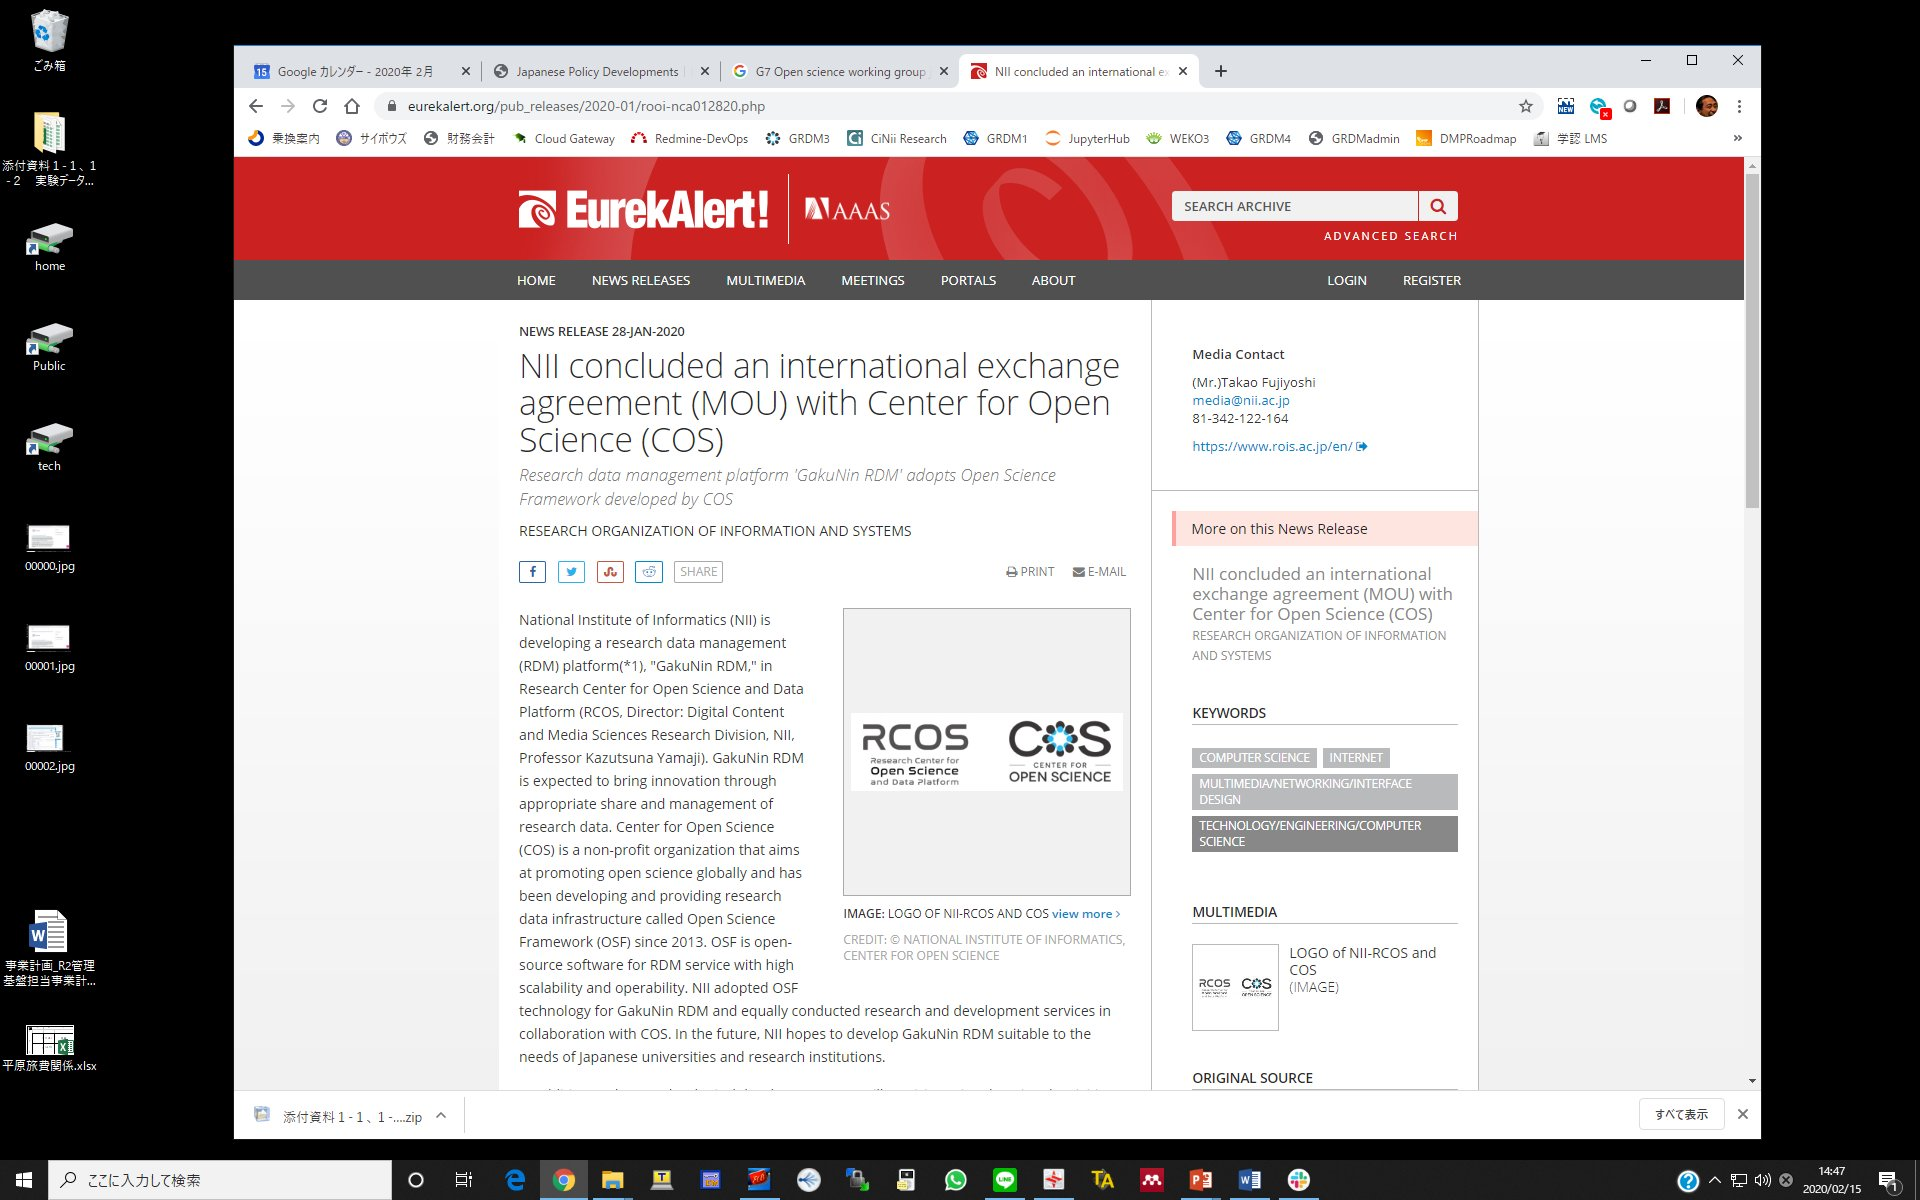 ごみ箱
添付資料１-１、１
-２　実験データ...
home
Public
tech
00000.jpg
00001.jpg
00002.jpg
事業計画_R2管理
基盤担当事業計...
平原旅費関係.xlsx
15 Google カレンダー - 2020年 2月
Japanese Policy Developments
G7 Open science working group
NII concluded an international ex
eurekalert.org/pub_releases/2020-01/rooi-nca012820.php
NEW
乗換案内 サイボウズ 財務会計 Cloud Gateway Redmine-DevOps GRDM3 CiNii Research GRDM1 JupyterHub WEKO3 GRDM4 GRDMadmin DMPRoadmap 学認 LMS »
EurekAlert! AAAS
SEARCH ARCHIVE
ADVANCED SEARCH
HOME NEWS RELEASES MULTIMEDIA MEETINGS PORTALS ABOUT LOGIN REGISTER
NEWS RELEASE 28-JAN-2020
NII concluded an international exchange
agreement (MOU) with Center for Open
Science (COS)
Research data management platform 'GakuNin RDM' adopts Open Science
Framework developed by COS
RESEARCH ORGANIZATION OF INFORMATION AND SYSTEMS
SHARE
PRINT E-MAIL
National Institute of Informatics (NII) is
developing a research data management
(RDM) platform(*1), "GakuNin RDM," in
Research Center for Open Science and Data
Platform (RCOS, Director: Digital Content
and Media Sciences Research Division, NII,
Professor Kazutsuna Yamaji). GakuNin RDM
is expected to bring innovation through
appropriate share and management of
research data. Center for Open Science
(COS) is a non-profit organization that aims
at promoting open science globally and has
been developing and providing research
data infrastructure called Open Science
Framework (OSF) since 2013. OSF is open-
source software for RDM service with high
scalability and operability. NII adopted OSF
technology for GakuNin RDM and equally conducted research and development services in
collaboration with COS. In the future, NII hopes to develop GakuNin RDM suitable to the
needs of Japanese universities and research institutions.
RCOS
Research Center for
Open Science
and Data Platform
COS
CENTER FOR
OPEN SCIENCE
IMAGE: LOGO OF NII-RCOS AND COS view more >
CREDIT: © NATIONAL INSTITUTE OF INFORMATICS,
CENTER FOR OPEN SCIENCE
Media Contact
(Mr.)Takao Fujiyoshi
media@nii.ac.jp
81-342-122-164
https://www.rois.ac.jp/en/
More on this News Release
NII concluded an international
exchange agreement (MOU) with
Center for Open Science (COS)
RESEARCH ORGANIZATION OF INFORMATION
AND SYSTEMS
KEYWORDS
COMPUTER SCIENCE INTERNET
MULTIMEDIA/NETWORKING/INTERFACE
DESIGN
TECHNOLOGY/ENGINEERING/COMPUTER
SCIENCE
MULTIMEDIA
RCOS COS
LOGO OF NII-RCOS and
COS
(IMAGE)
ORIGINAL SOURCE
添付資料１-１、１-....zip
すべて表示
ここに入力して検索
14:47
2020/02/15
1